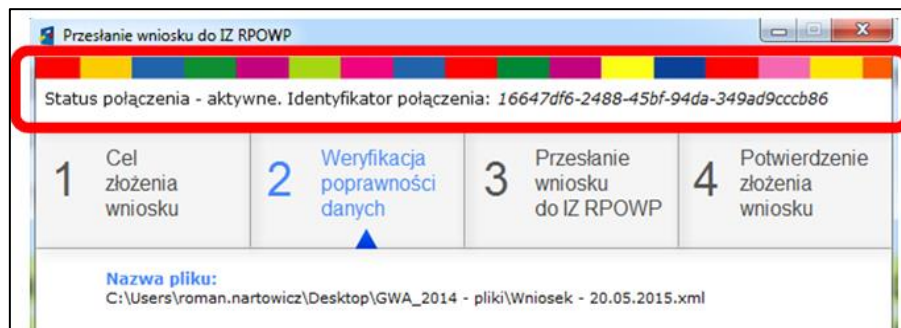 Przesłanie wniosku do IZ RPOWP
Status połączenia - aktywne. Identyfikator połączenia: 16647df6-2488-45bf-94da-349ad9cccb86
1 Cel
złożenia
wniosku
2 Weryfikacja
poprawności
danych
3 Przesłanie
wniosku
do IZ RPOWP
4 Potwierdzenie
złożenia
wniosku
Nazwa pliku:
C:\Users\roman.nartowicz\Desktop\GWA_2014 - pliki\Wniosek - 20.05.2015.xml